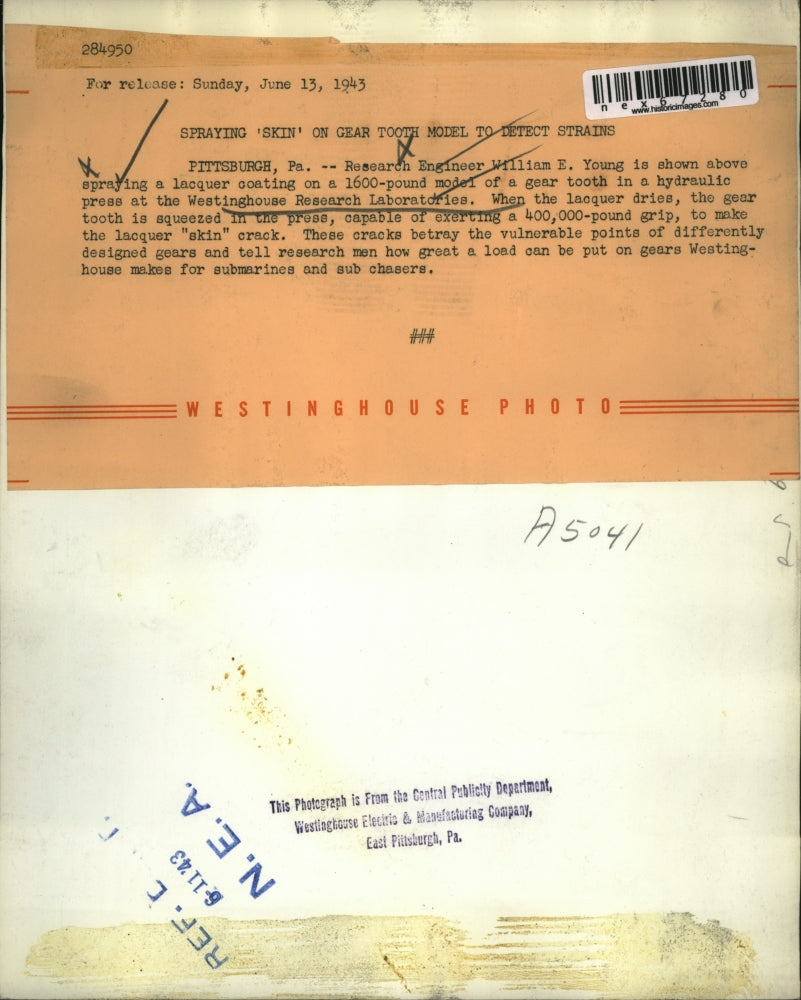 284950
For release: Sunday, June 13, 1943
nex67280
www.historicimages.com
SPRAYING 'SKIN' ON GEAR TOOTH MODEL TO DETECT STRAINS
PITTSBURGH, Pa. -- Research Engineer William E. Young is shown above
spraying a lacquer coating on a 1600-pound model of a gear tooth in a hydraulic
press at the Westinghouse Research Laboratories. When the lacquer dries, the gear
tooth is squeezed in the press, capable of exerting a 400,000-pound grip, to make
the lacquer "skin" crack. These cracks betray the vulnerable points of differently
designed gears and tell research men how great a load can be put on gears Westing-
house makes for submarines and sub chasers.
###
WESTINGHOUSE PHOTO
A5041
This Photograph is From the Central Publicity Department,
Westinghouse Electric & Manufacturing Company,
East Pittsburgh, Pa.
N.E.A.
6-11-43
REF.